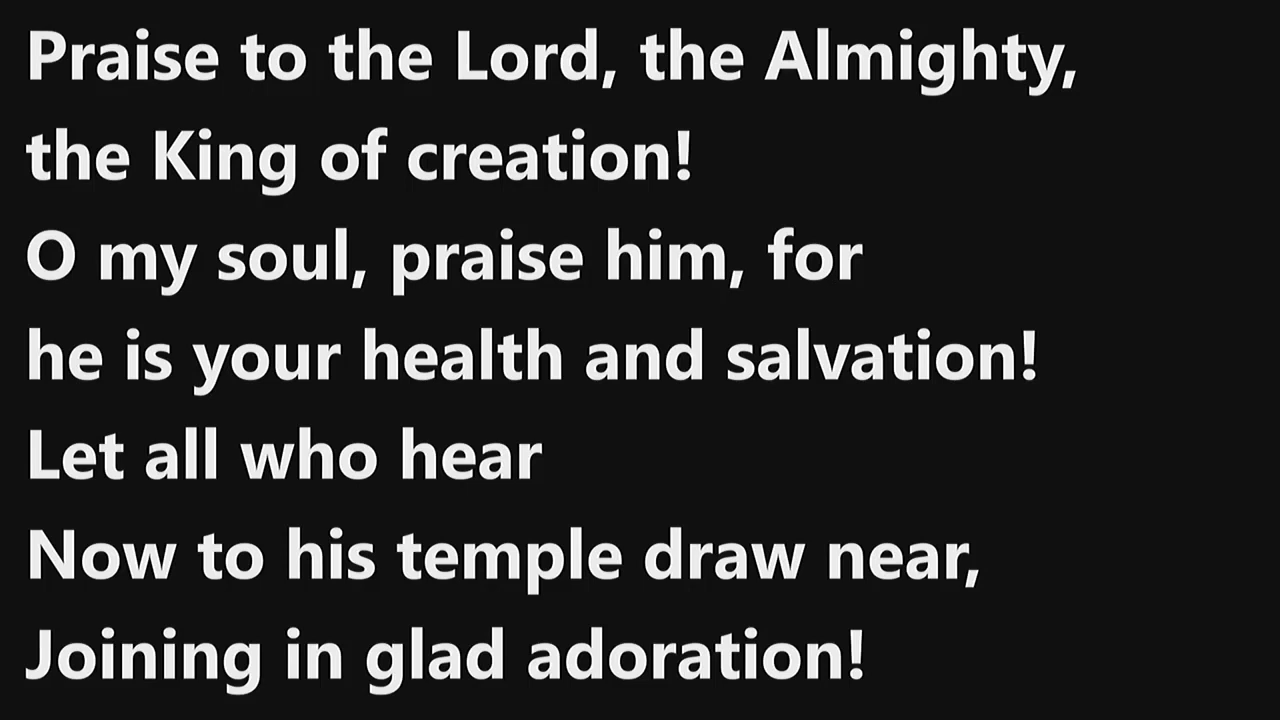 Praise to the Lord, the Almighty,
the King of creation!
O my soul, praise him, for
he is your health and salvation!
Let all who hear
Now to his temple draw near,
Joining in glad adoration!